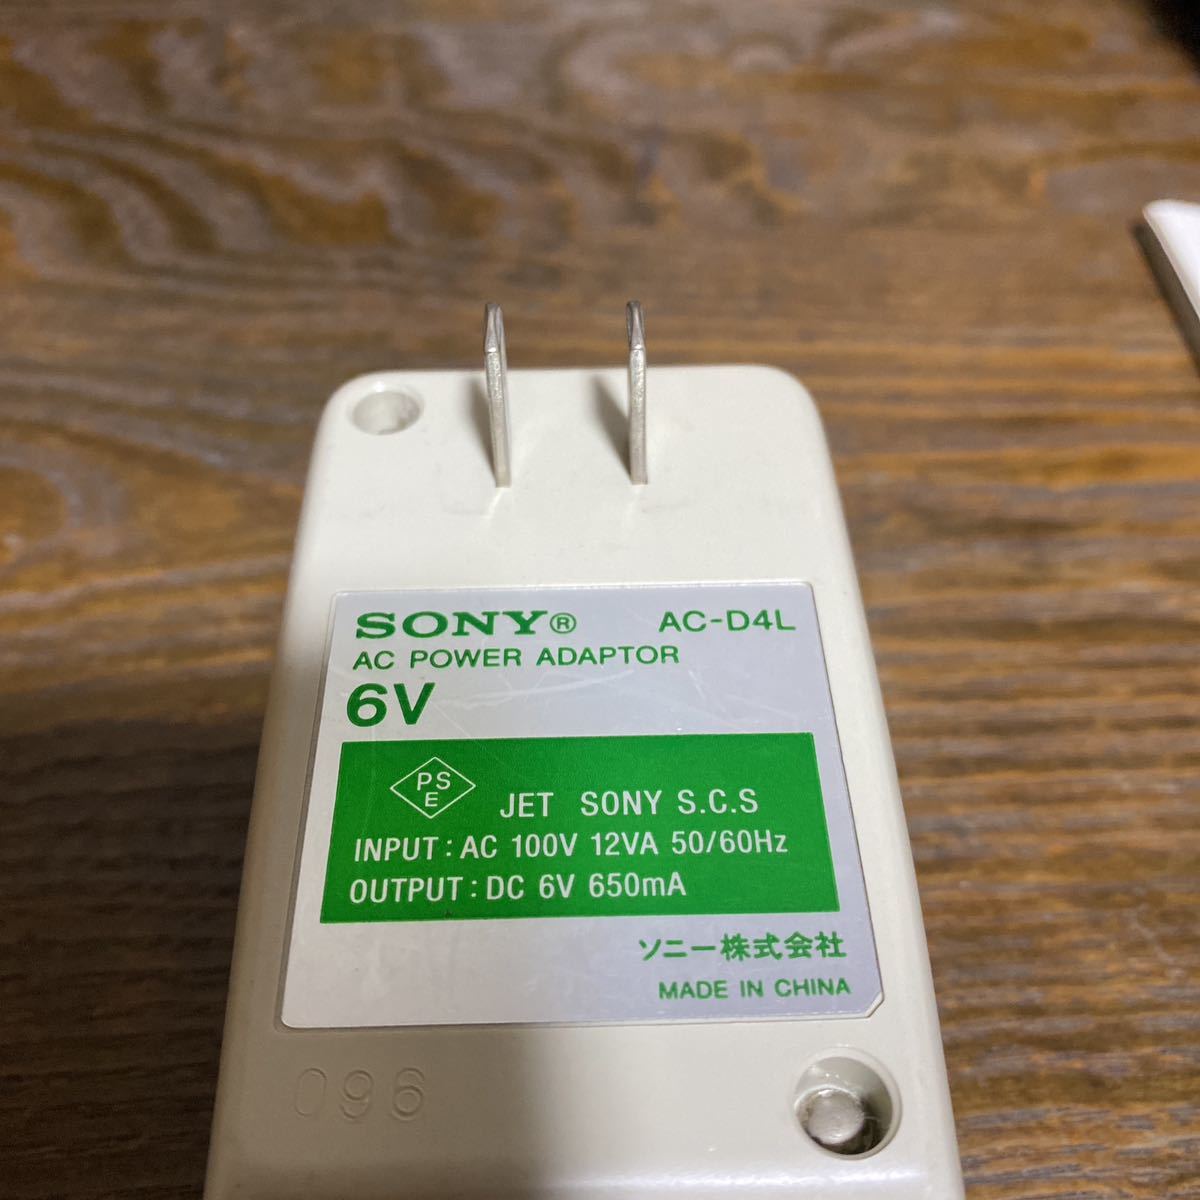 SONY® AC-D4L
AC POWER ADAPTOR
6V
PS
E
JET SONY S.C.S
INPUT : AC 100V 12VA 50/60Hz
OUTPUT : DC 6V 650mA
ソニー株式会社
MADE IN CHINA
096